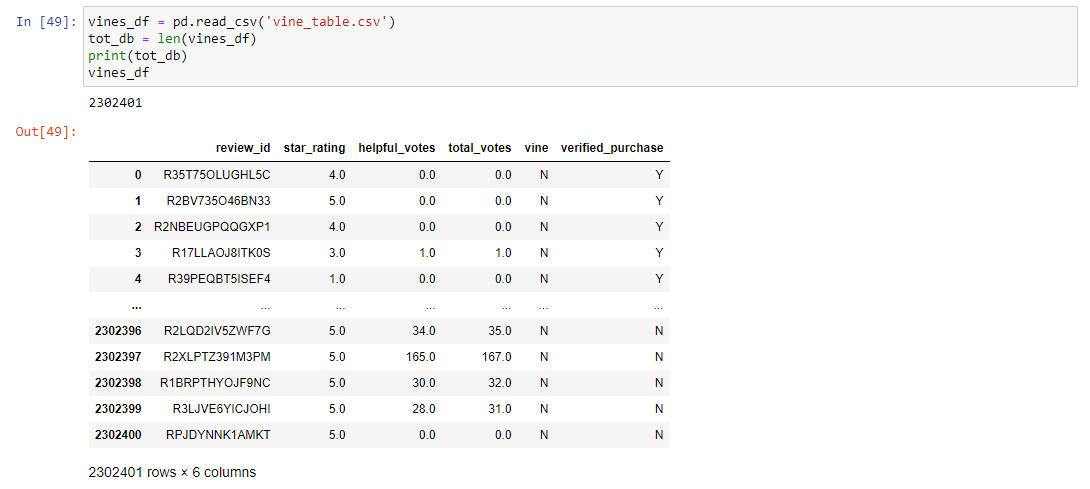 In [49]: vines_df = pd.read_csv('vine_table.csv')
tot_db = len(vines_df)
print(tot_db)
vines_df
2302401
Out[49]:
review_id star_rating helpful_votes total_votes vine verified_purchase
0 R35T75OLUGHL5C 4.0 0.0 0.0 N Y
1 R2BV735O46BN33 5.0 0.0 0.0 N Y
2 R2NBEUGPQQGXP1 4.0 0.0 0.0 N Y
3 R17LLAOJ8ITK0S 3.0 1.0 1.0 N Y
4 R39PEQBT5ISEF4 1.0 0.0 0.0 N Y
... ... ... ... ... ... ...
2302396 R2LQD2IV5ZWF7G 5.0 34.0 35.0 N N
2302397 R2XLPTZ391M3PM 5.0 165.0 167.0 N N
2302398 R1BRPTHYOJF9NC 5.0 30.0 32.0 N N
2302399 R3LJVE6YICJOHI 5.0 28.0 31.0 N N
2302400 RPJDYNNK1AMKT 5.0 0.0 0.0 N N
2302401 rows × 6 columns